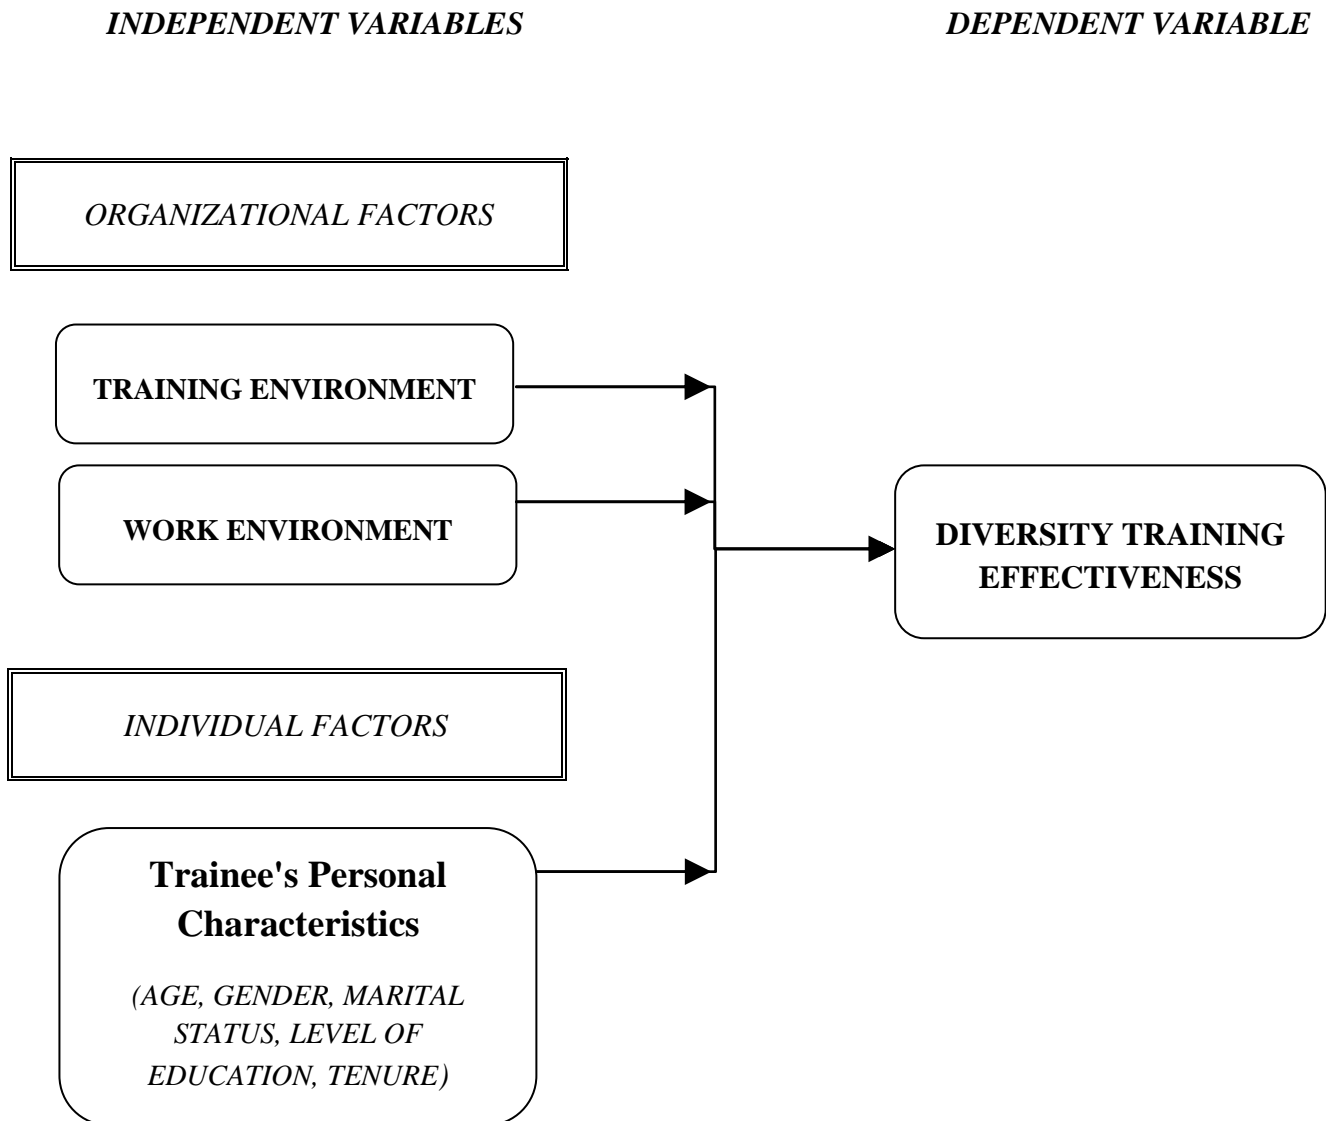 INDEPENDENT VARIABLES
DEPENDENT VARIABLE
ORGANIZATIONAL FACTORS
TRAINING ENVIRONMENT
WORK ENVIRONMENT
DIVERSITY TRAINING
EFFECTIVENESS
INDIVIDUAL FACTORS
Trainee's Personal
Characteristics
(AGE, GENDER, MARITAL
STATUS, LEVEL OF
EDUCATION, TENURE)